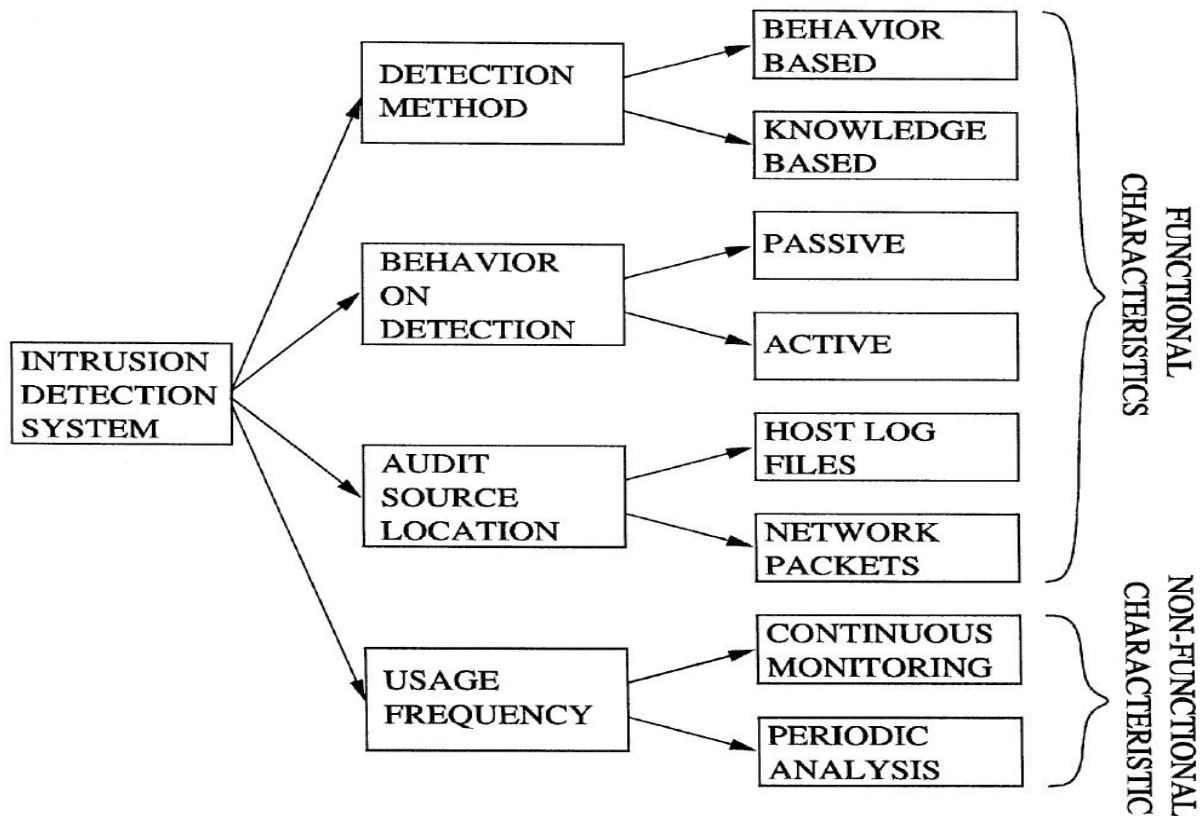 INTRUSION
DETECTION
SYSTEM
DETECTION
METHOD
BEHAVIOR
ON
DETECTION
AUDIT
SOURCE
LOCATION
USAGE
FREQUENCY
BEHAVIOR
BASED
KNOWLEDGE
BASED
PASSIVE
ACTIVE
HOST LOG
FILES
NETWORK
PACKETS
CONTINUOUS
MONITORING
PERIODIC
ANALYSIS
FUNCTIONAL
CHARACTERISTICS
NON-FUNCTIONAL
CHARACTERISTIC